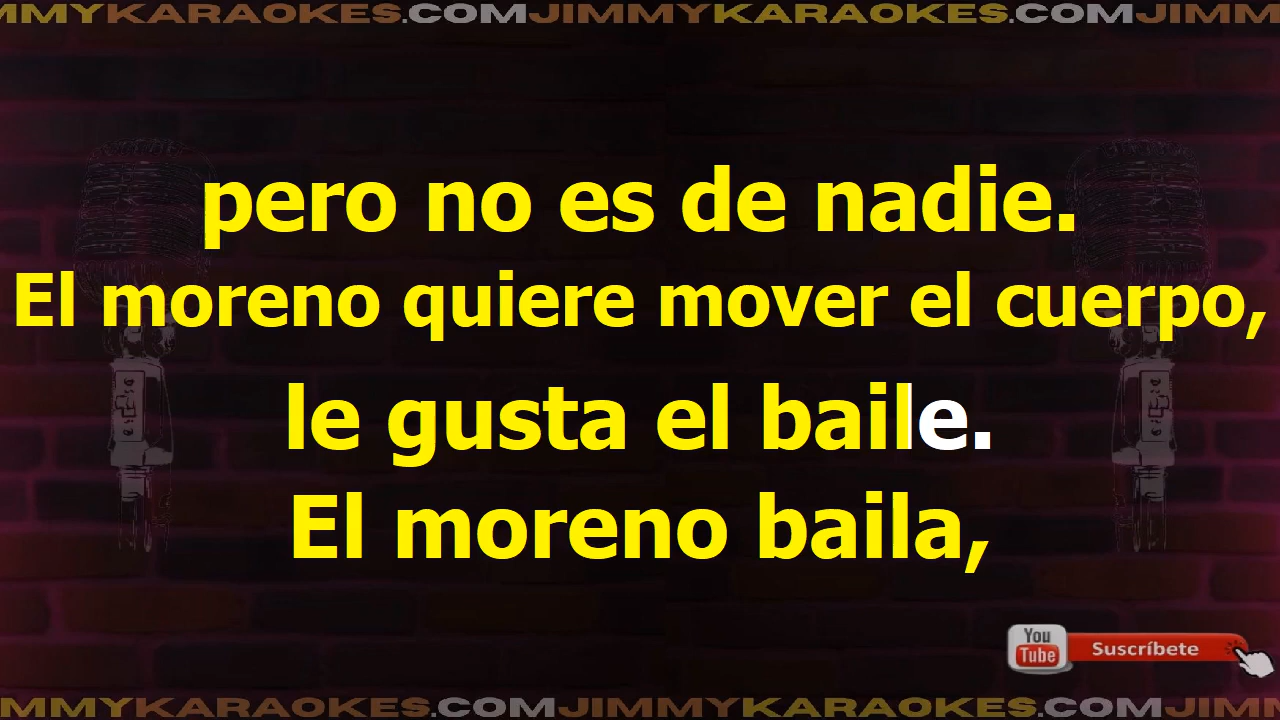 MMYKARAOKES.COMJIMMYKARAOKES.COMJIMM
pero no es de nadie.
El moreno quiere mover el cuerpo,
le gusta el baile.
El moreno baila,
You
Tube
Suscríbete
MMYKARAOKES.COMJIMMYKARAOKES.COMJIMM